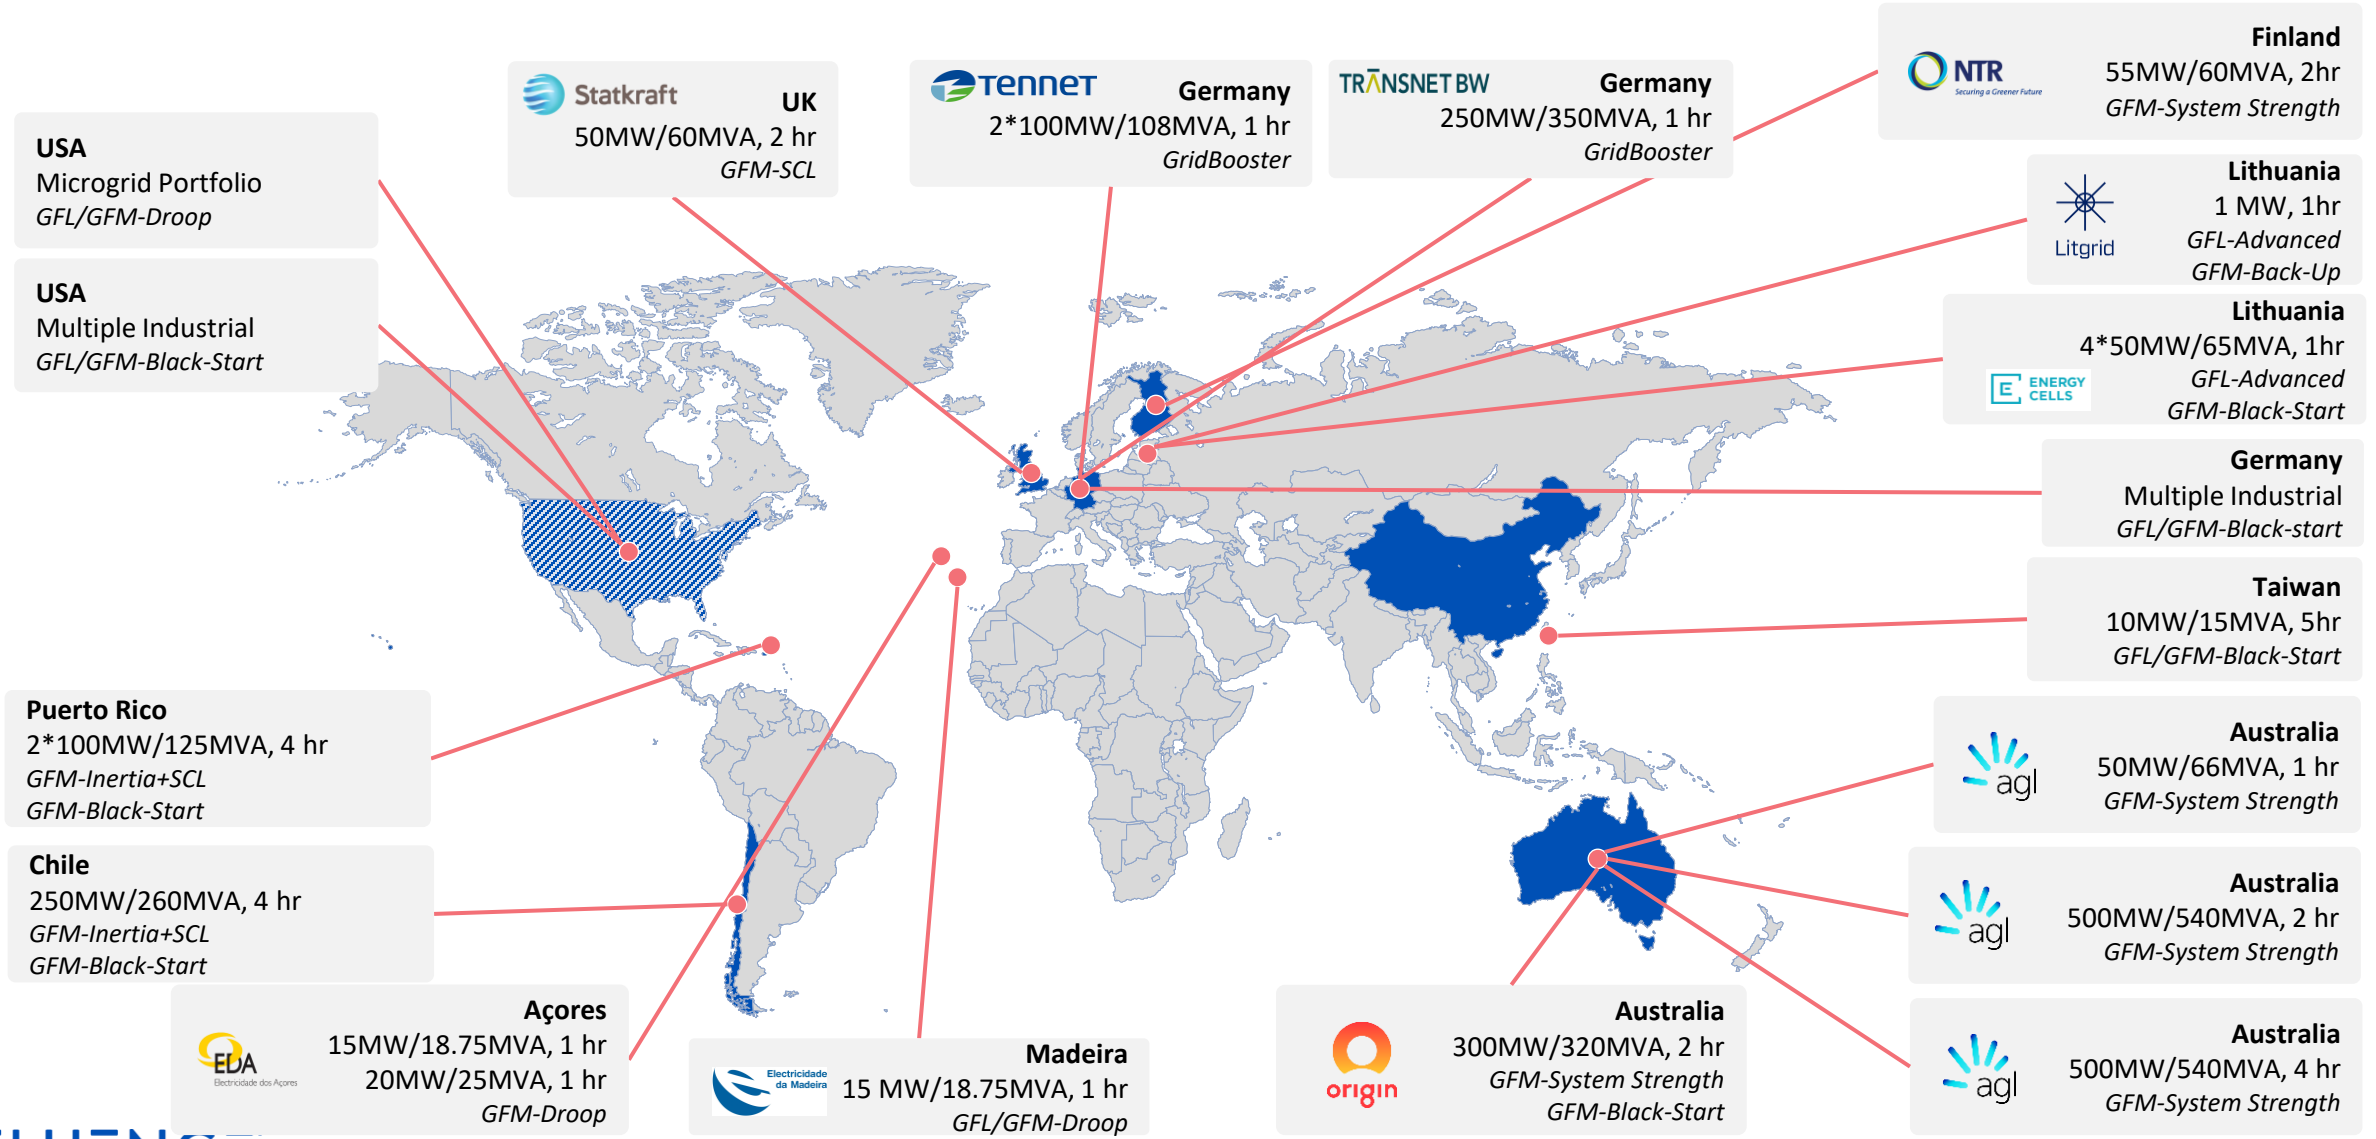 Finland
NTR
Securing a Greener Future
55MW/60MVA, 2hr
GFM-System Strength
Statkraft
UK
50MW/60MVA, 2 hr
GFM-SCL
TENNET
Germany
2*100MW/108MVA, 1 hr
GridBooster
TRANSNET BW
Germany
250MW/350MVA, 1 hr
GridBooster
USA
Microgrid Portfolio
GFL/GFM-Droop
USA
Multiple Industrial
GFL/GFM-Black-Start
Litgrid
Lithuania
1 MW, 1hr
GFL-Advanced
GFM-Back-Up
Lithuania
4*50MW/65MVA, 1hr
ENERGY
CELLS
GFL-Advanced
GFM-Black-Start
Germany
Multiple Industrial
GFL/GFM-Black-start
Taiwan
10MW/15MVA, 5hr
GFL/GFM-Black-Start
Puerto Rico
2*100MW/125MVA, 4 hr
GFM-Inertia+SCL
GFM-Black-Start
Chile
250MW/260MVA, 4 hr
GFM-Inertia+SCL
GFM-Black-Start
agl
Australia
50MW/66MVA, 1 hr
GFM-System Strength
agl
Australia
500MW/540MVA, 2 hr
GFM-System Strength
agl
Australia
500MW/540MVA, 4 hr
GFM-System Strength
EDA
Electricidade dos Açores
Açores
15MW/18.75MVA, 1 hr
20MW/25MVA, 1 hr
GFM-Droop
Electricidade
da Madeira
Madeira
15 MW/18.75MVA, 1 hr
GFL/GFM-Droop
origin
Australia
300MW/320MVA, 2 hr
GFM-System Strength
GFM-Black-Start